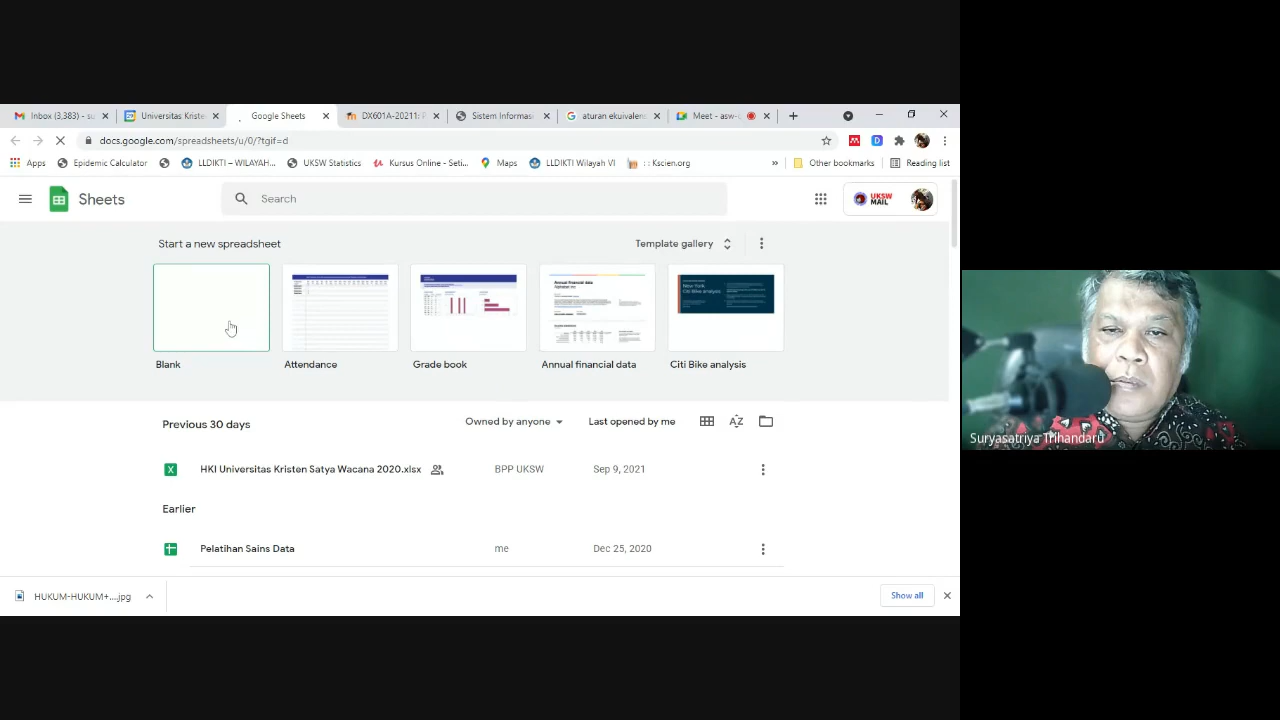 Inbox (3,383) - su
Universitas Kriste
Google Sheets
DX601A-20211: P
Sistem Informasi
aturan ekuivalen
Meet - asw-
docs.google.com/spreadsheets/u/0/?tgif=d
Apps
Epidemic Calculator
LLDIKTI – WILAYAH...
UKSW Statistics
Kursus Online - Seti...
Maps
LLDIKTI Wilayah VI
:: Kscien.org
»
Other bookmarks
Reading list
Sheets
Search
UKSW
MAIL
Start a new spreadsheet
Template gallery
Blank
Attendance
Grade book
Annual financial data
Citi Bike analysis
Previous 30 days
Owned by anyone
Last opened by me
HKI Universitas Kristen Satya Wacana 2020.xlsx
BPP UKSW
Sep 9, 2021
Earlier
Pelatihan Sains Data
me
Dec 25, 2020
HUKUM-HUKUM+....jpg
Show all
Suryasatriya Trihandaru